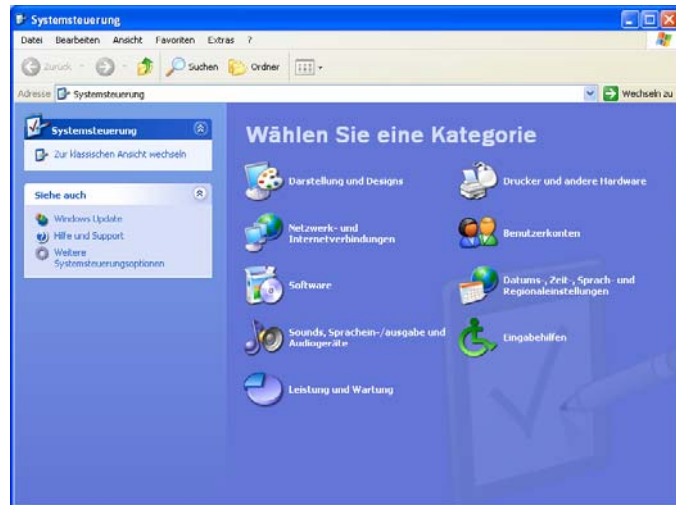 Systemsteuerung
Datei Bearbeiten Ansicht Favoriten Extras ?
Zurück Suchen Ordner
Adresse Systemsteuerung Wechseln zu
Systemsteuerung
Zur klassischen Ansicht wechseln
Siehe auch
Windows Update
Hilfe und Support
Weitere
Systemsteuerungsoptionen
Wählen Sie eine Kategorie
Darstellung und Designs
Drucker und andere Hardware
Netzwerk- und
Internetverbindungen
Benutzerkonten
Software
Datums-, Zeit-, Sprach- und
Regionaleinstellungen
Sounds, Sprachein-/ausgabe und
Audiogeräte
Eingabehilfen
Leistung und Wartung